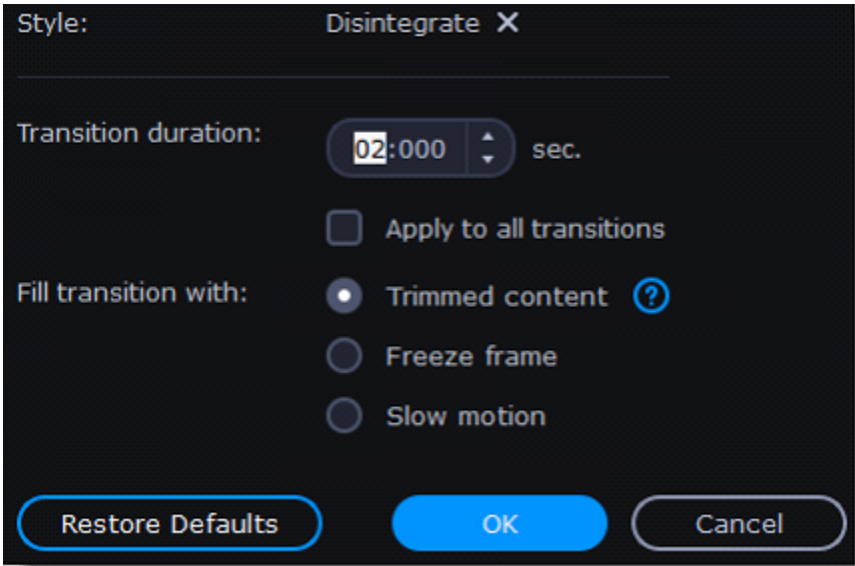 Style: Disintegrate ✕
Transition duration: 02:000 sec.
Apply to all transitions
Fill transition with: Trimmed content ?
Freeze frame
Slow motion
Restore Defaults OK Cancel